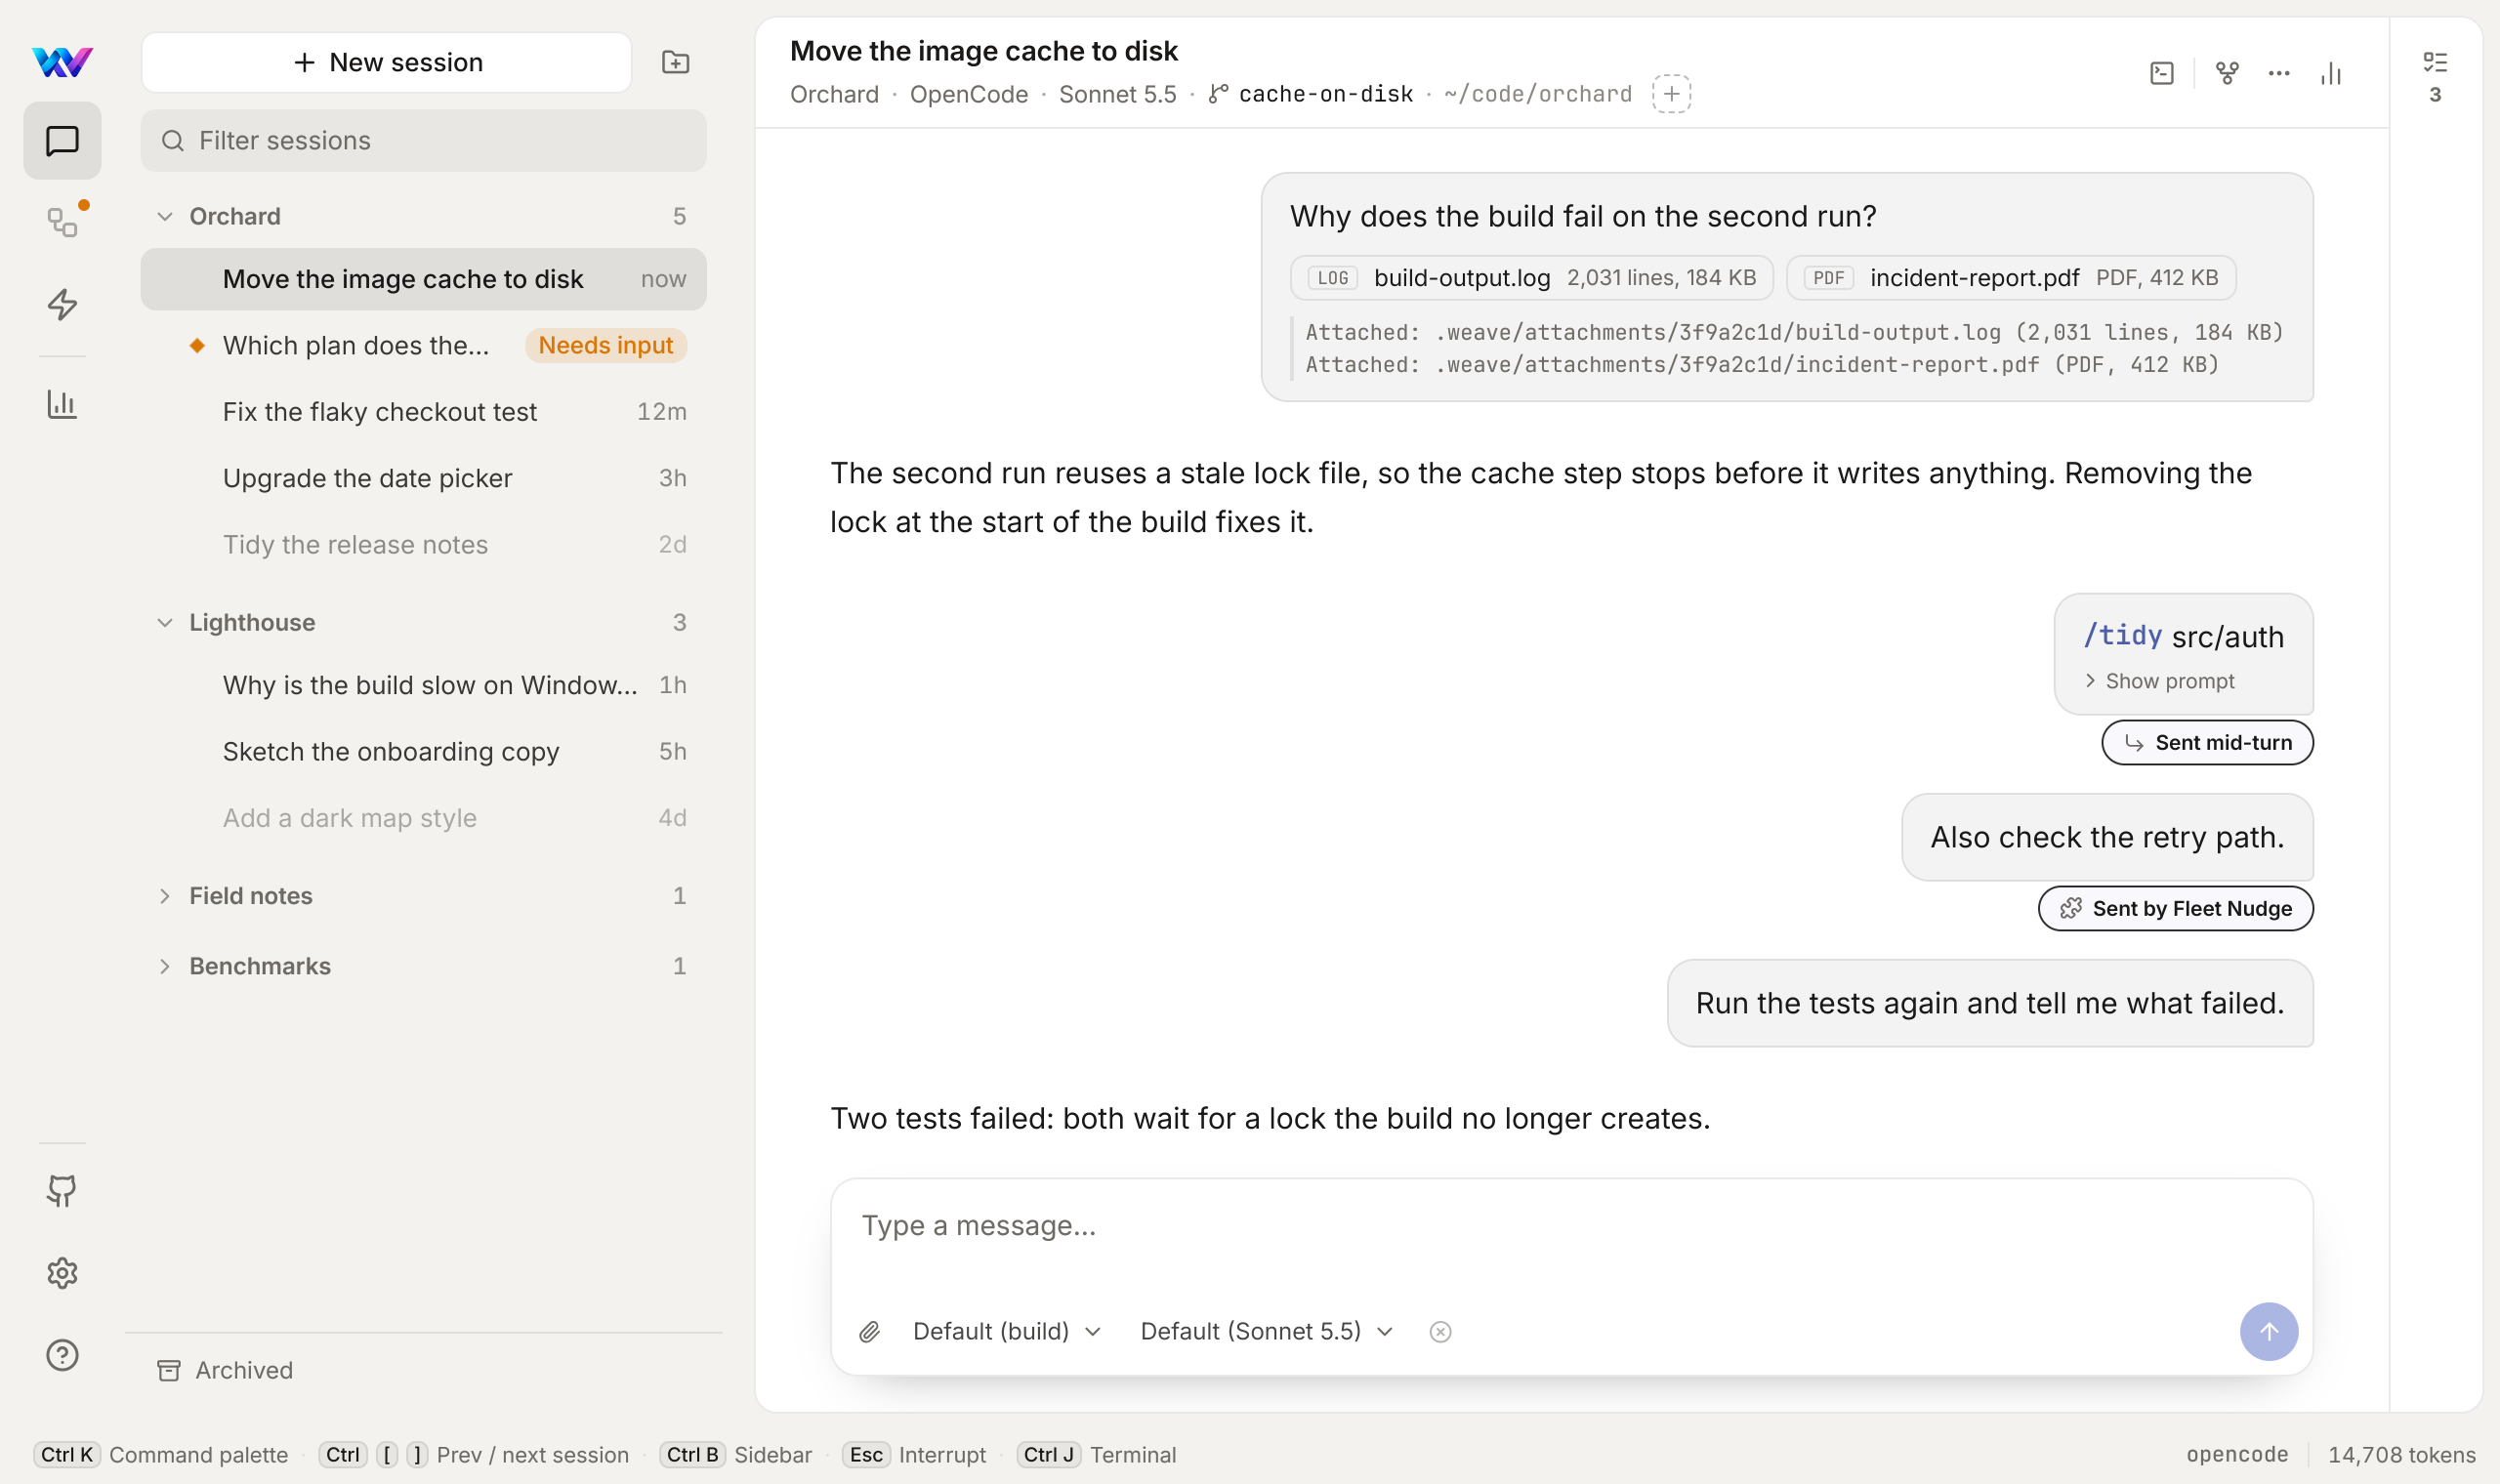 New session
Filter sessions
Orchard 5
Move the image cache to disk now
Which plan does the... Needs input
Fix the flaky checkout test 12m
Upgrade the date picker 3h
Tidy the release notes 2d
Lighthouse 3
Why is the build slow on Window... 1h
Sketch the onboarding copy 5h
Add a dark map style 4d
Field notes 1
Benchmarks 1
Archived
Move the image cache to disk
Orchard · OpenCode · Sonnet 5.5 · cache-on-disk · ~/code/orchard
3
Why does the build fail on the second run?
LOG build-output.log 2,031 lines, 184 KB PDF incident-report.pdf PDF, 412 KB
Attached: .weave/attachments/3f9a2c1d/build-output.log (2,031 lines, 184 KB)
Attached: .weave/attachments/3f9a2c1d/incident-report.pdf (PDF, 412 KB)
The second run reuses a stale lock file, so the cache step stops before it writes anything. Removing the
lock at the start of the build fixes it.
/tidy src/auth
Show prompt
Sent mid-turn
Also check the retry path.
Sent by Fleet Nudge
Run the tests again and tell me what failed.
Two tests failed: both wait for a lock the build no longer creates.
Type a message...
Default (build) Default (Sonnet 5.5)
Ctrl K Command palette · Ctrl [ ] Prev / next session · Ctrl B Sidebar · Esc Interrupt · Ctrl J Terminal
opencode 14,708 tokens